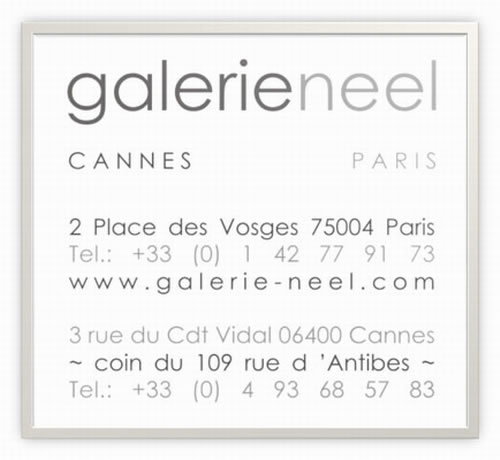 galerieneel
CANNES PARIS
2 Place des Vosges 75004 Paris
Tel.: +33 (0) 1 42 77 91 73
www.galerie-neel.com
3 rue du Cdt Vidal 06400 Cannes
~ coin du 109 rue d 'Antibes ~
Tel.: +33 (0) 4 93 68 57 83